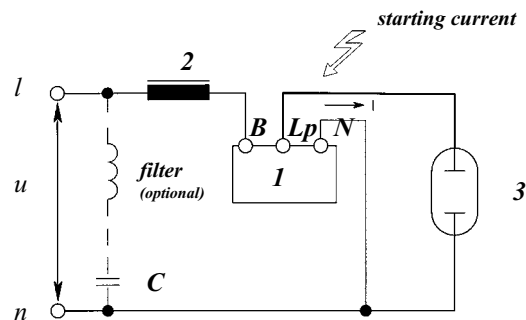 starting current
l
2
I
B Lp N
filter
(optional)
1
u
3
C
n